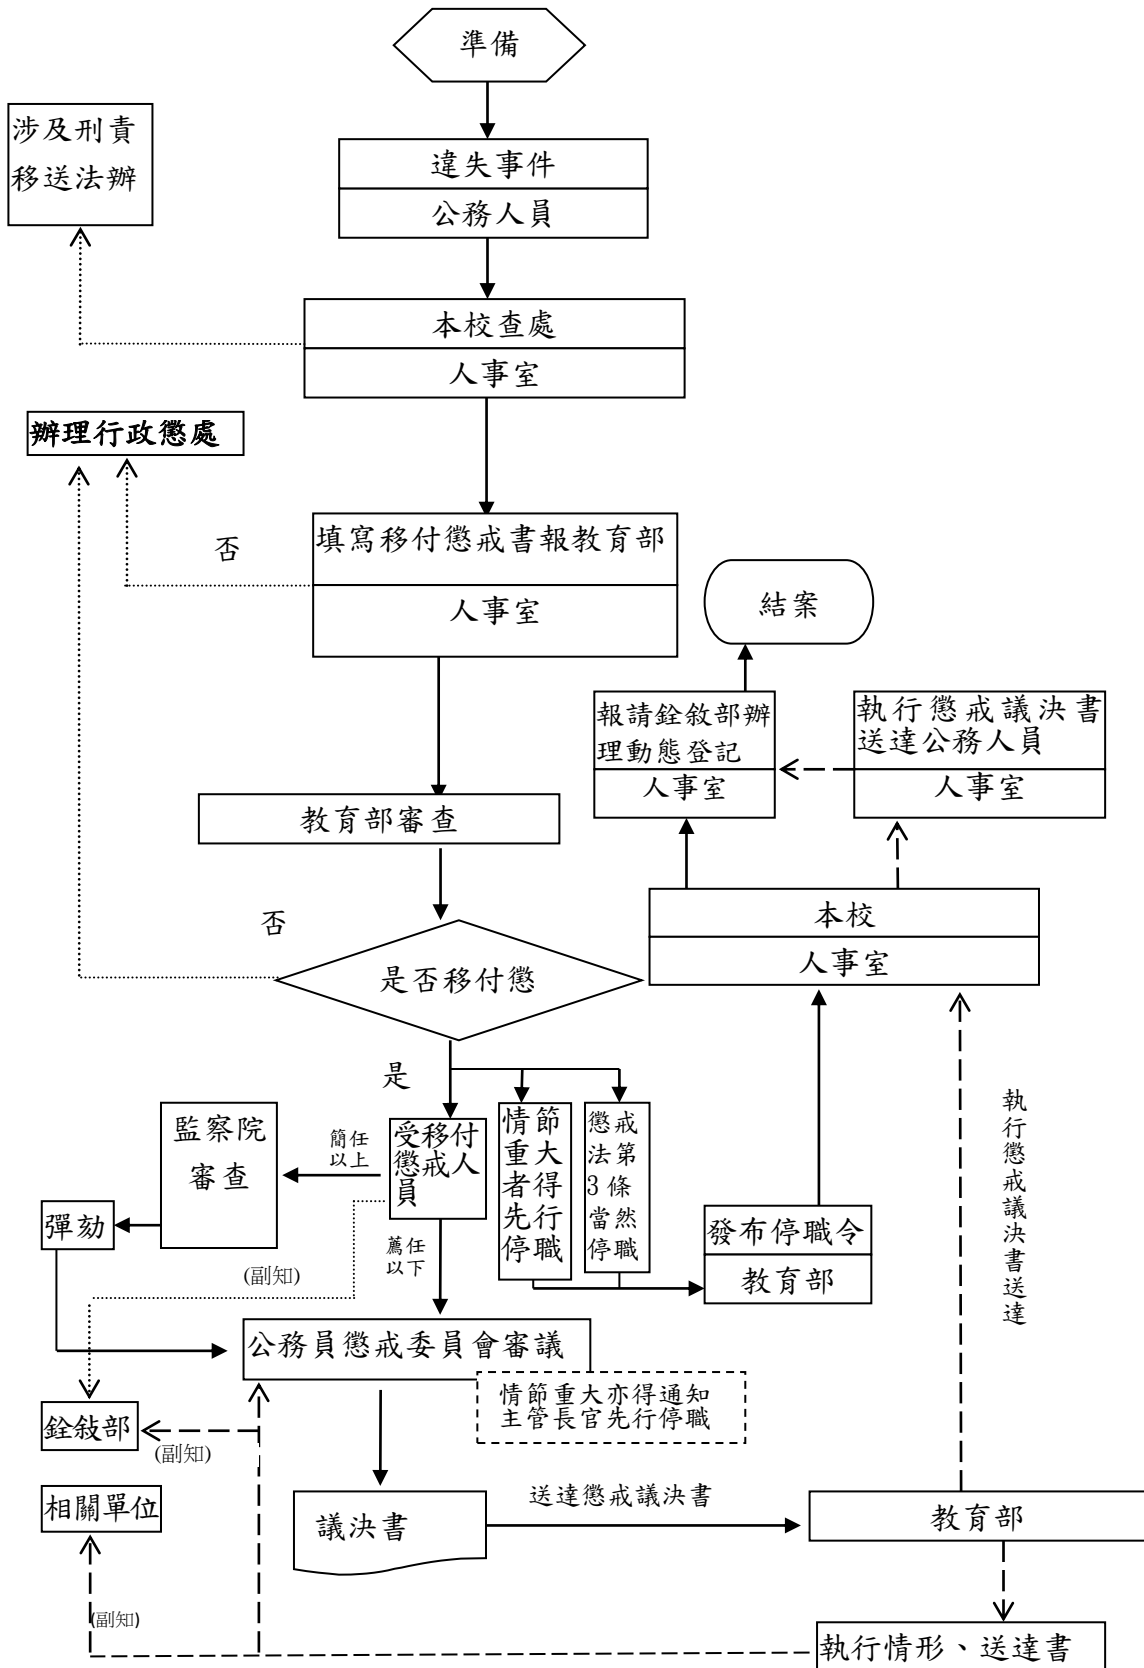 準備
涉及刑責
移送法辦
違失事件
公務人員
本校查處
人事室
辦理行政懲處
否
填寫移付懲戒書報教育部
人事室
結案
報請銓敘部辦
理動態登記
人事室
執行懲戒議決書
送達公務人員
人事室
教育部審查
本校
人事室
否
是否移付懲
是
監察院
審查
簡任
以上
受移付
懲戒人
員
情節
重大
者得
先行
停職
懲戒
法第
3 條
當然
停職
執行懲戒議決書送達
彈劾
發布停職令
教育部
薦任
以下
(副知)
公務員懲戒委員會審議
情節重大亦得通知
主管長官先行停職
銓敍部
(副知)
相關單位
議決書
送達懲戒議決書
教育部
(副知)
執行情形、送達書